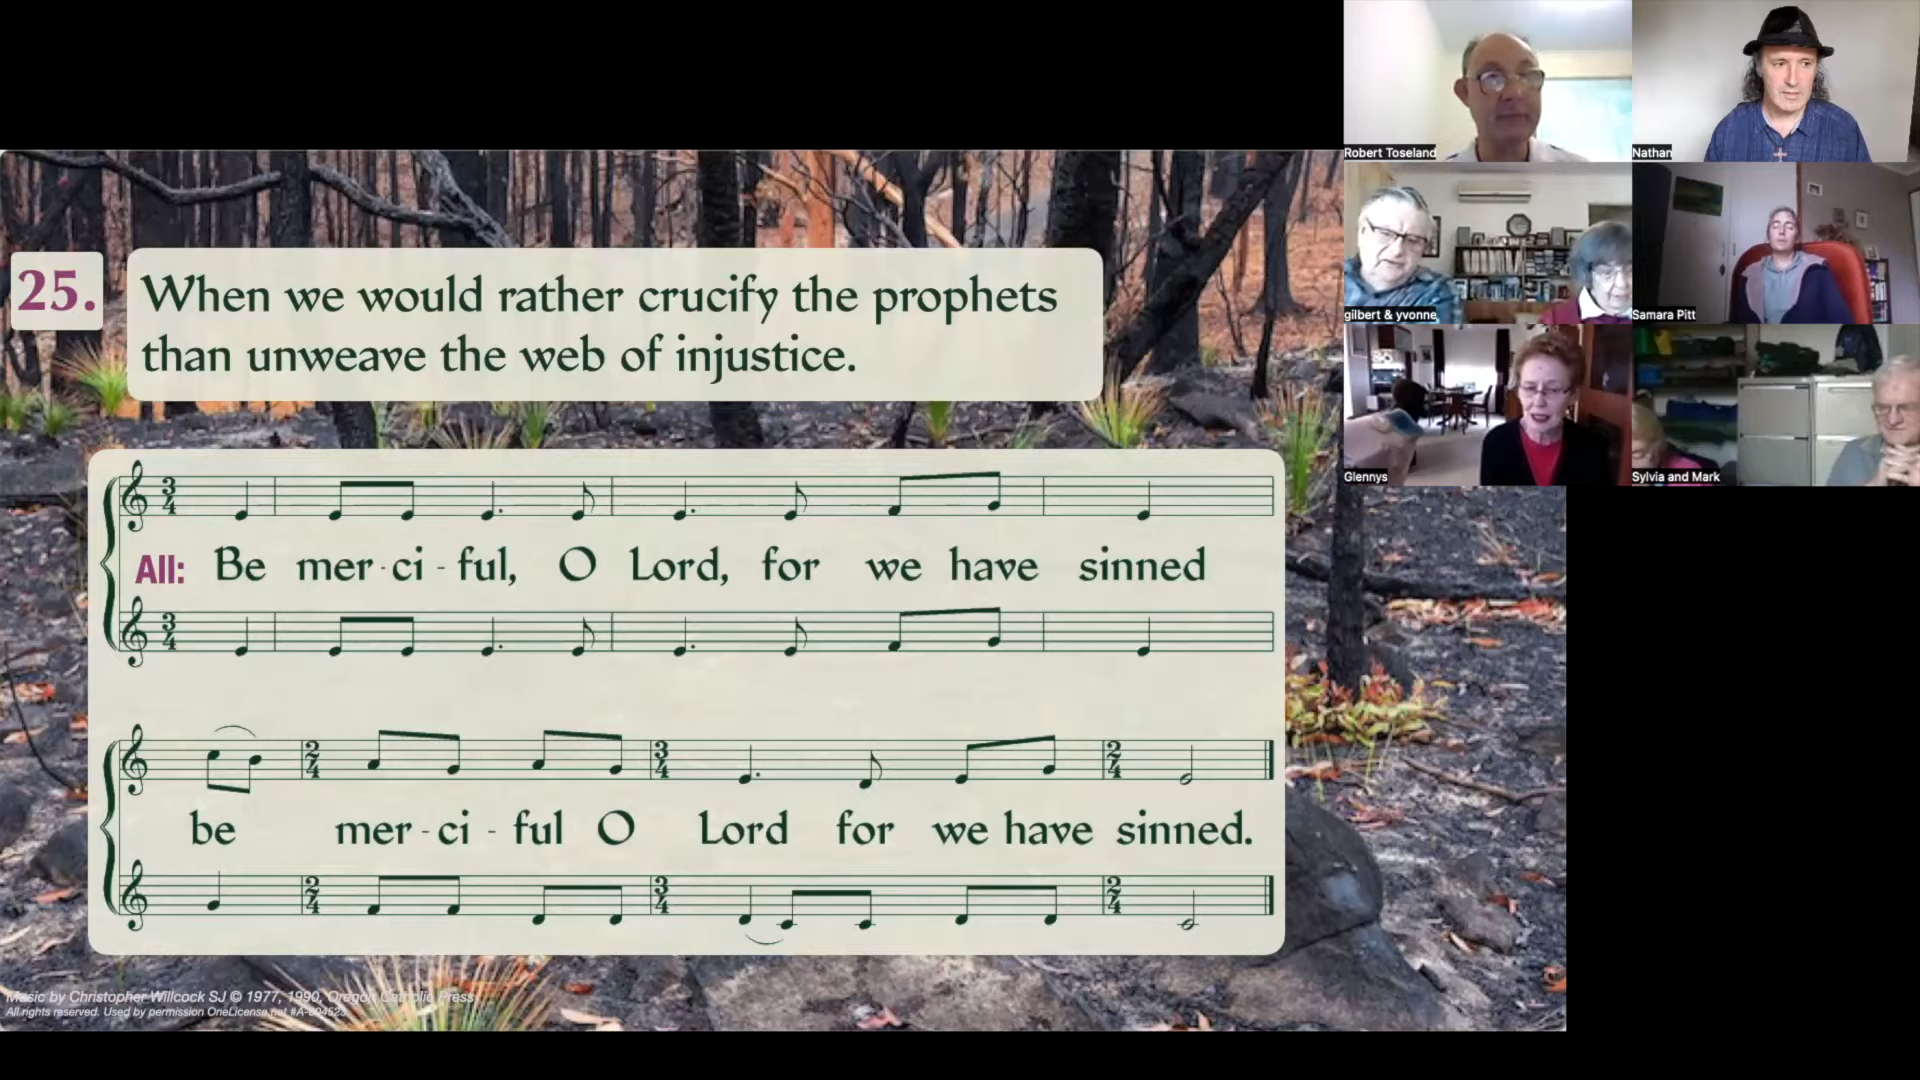 25.
When we would rather crucify the prophets
than unweave the web of injustice.
All: Be mer-ci-ful, O Lord, for we have sinned
be mer-ci-ful O Lord for we have sinned.
Music by Christopher Willcock SJ © 1977, 1990, Oregon Catholic Press
All rights reserved. Used by permission OneLicense.net
Robert Toseland
Nathan
gilbert & yvonne
Samara Pitt
Glennys
Sylvia and Mark